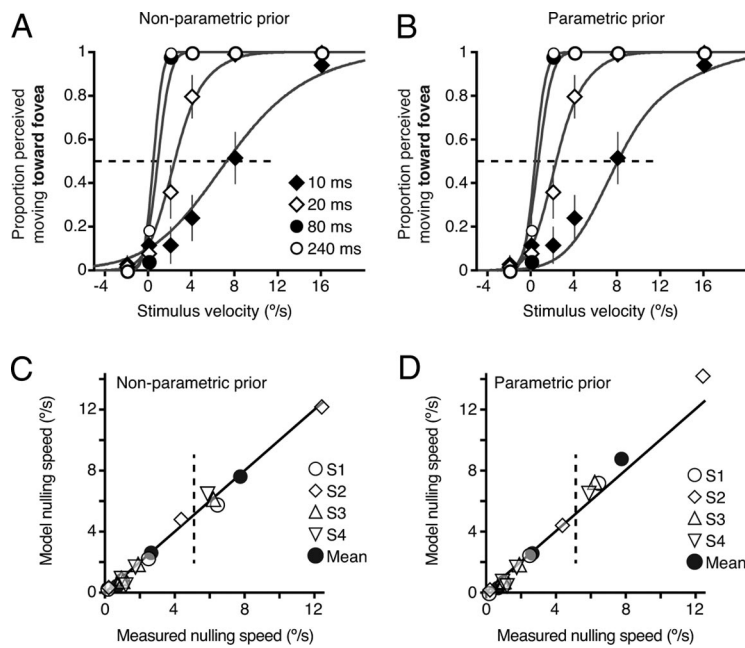 A
Non-parametric prior
Proportion perceived
moving toward fovea
1
0.8
0.6
0.4
0.2
0
-4 0 4 8 12 16
Stimulus velocity (°/s)
10 ms
20 ms
80 ms
240 ms
B
Parametric prior
Proportion perceived
moving toward fovea
1
0.8
0.6
0.4
0.2
0
-4 0 4 8 12 16
Stimulus velocity (°/s)
C
Non-parametric prior
Model nulling speed (°/s)
12
8
4
0
0 4 8 12
Measured nulling speed (°/s)
S1
S2
S3
S4
Mean
D
Parametric prior
Model nulling speed (°/s)
12
8
4
0
0 4 8 12
Measured nulling speed (°/s)
S1
S2
S3
S4
Mean